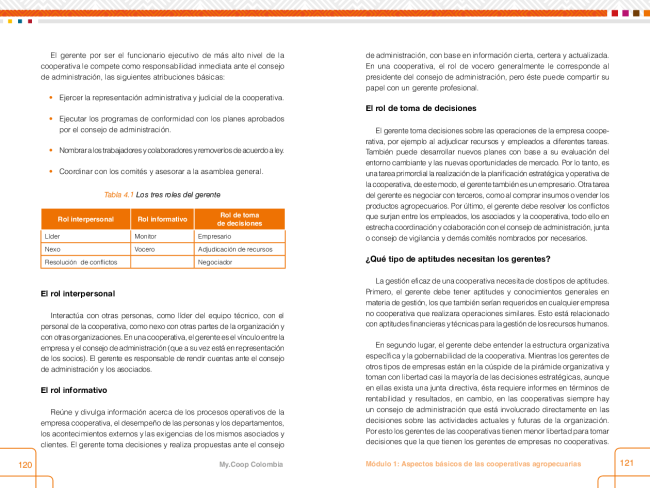 El gerente por ser el funcionario ejecutivo de más alto nivel de la
cooperativa le compete como responsabilidad inmediata ante el consejo
de administración, las siguientes atribuciones básicas:
• Ejercer la representación administrativa y judicial de la cooperativa.
• Ejecutar los programas de conformidad con los planes aprobados
por el consejo de administración.
• Nombrar a los trabajadores y colaboradores y removerlos de acuerdo a ley.
• Coordinar con los comités y asesorar a la asamblea general.
Tabla 4.1 Los tres roles del gerente
Rol interpersonal Rol informativo Rol de toma
de decisiones
Líder Monitor Empresario
Nexo Vocero Adjudicación de recursos
Resolución de conflictos Negociador
El rol interpersonal
Interactúa con otras personas, como líder del equipo técnico, con el
personal de la cooperativa, como nexo con otras partes de la organización y
con otras organizaciones. En una cooperativa, el gerente es el vínculo entre la
empresa y el consejo de administración (que a su vez está en representación
de los socios). El gerente es responsable de rendir cuentas ante el consejo
de administración y los asociados.
El rol informativo
Reúne y divulga información acerca de los procesos operativos de la
empresa cooperativa, el desempeño de las personas y los departamentos,
los acontecimientos externos y las exigencias de los mismos asociados y
clientes. El gerente toma decisiones y realiza propuestas ante el consejo
120
My.Coop Colombia
de administración, con base en información cierta, certera y actualizada.
En una cooperativa, el rol de vocero generalmente le corresponde al
presidente del consejo de administración, pero éste puede compartir su
papel con un gerente profesional.
El rol de toma de decisiones
El gerente toma decisiones sobre las operaciones de la empresa coope-
rativa, por ejemplo al adjudicar recursos y empleados a diferentes tareas.
También puede desarrollar nuevos planes con base a su evaluación del
entorno cambiante y las nuevas oportunidades de mercado. Por lo tanto, es
una tarea primordial la realización de la planificación estratégica y operativa de
la cooperativa, de este modo, el gerente también es un empresario. Otra tarea
del gerente es negociar con terceros, como al comprar insumos o vender los
productos agropecuarios. Por último, el gerente debe resolver los conflictos
que surjan entre los empleados, los asociados y la cooperativa, todo ello en
estrecha coordinación y colaboración con el consejo de administración, junta
o consejo de vigilancia y demás comités nombrados por necesarios.
¿Qué tipo de aptitudes necesitan los gerentes?
La gestión eficaz de una cooperativa necesita de dos tipos de aptitudes.
Primero, el gerente debe tener aptitudes y conocimientos generales en
materia de gestión, los que también serían requeridos en cualquier empresa
no cooperativa que realizara operaciones similares. Esto está relacionado
con aptitudes financieras y técnicas para la gestión de los recursos humanos.
En segundo lugar, el gerente debe entender la estructura organizativa
específica y la gobernabilidad de la cooperativa. Mientras los gerentes de
otros tipos de empresas están en la cúspide de la pirámide organizativa y
toman con libertad casi la mayoría de las decisiones estratégicas, aunque
en ellas exista una junta directiva, ésta requiere informes en términos de
rentabilidad y resultados, en cambio, en las cooperativas siempre hay
un consejo de administración que está involucrado directamente en las
decisiones sobre las actividades actuales y futuras de la organización.
Por esto los gerentes de las cooperativas tienen menor libertad para tomar
decisiones que la que tienen los gerentes de empresas no cooperativas.
Módulo 1: Aspectos básicos de las cooperativas agropecuarias
121